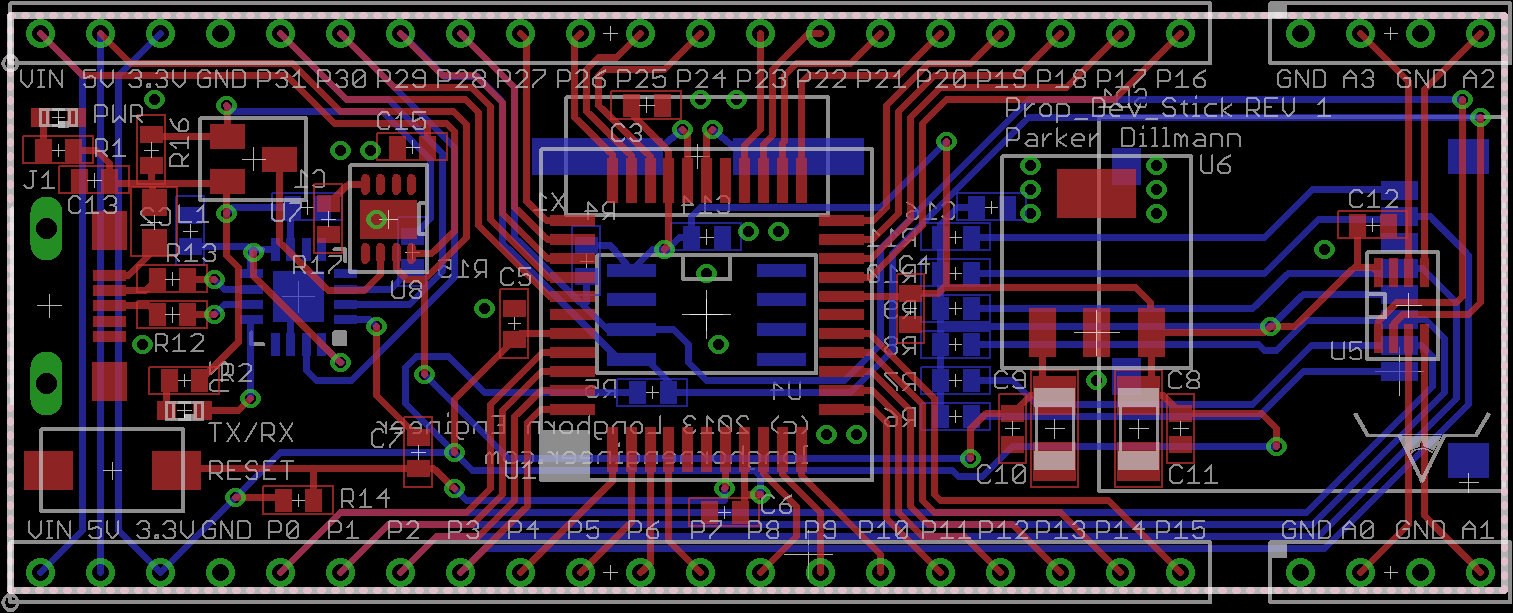 VIN 5V 3.3V GND P31 P30 P29 P28 P27 P26 P25 P24 P23 P22 P21 P20 P19 P18 P17 P16 GND A3 GND A2
Prop_Dev_Stick REV 1
Parker Dillmann
PWR
R1
R16
C15
C3
U6
J1
C13
L1
U7
C1
X1
R4
C14
C12
R13
R17
U8
C5
C4
R12
R2
R5
U1
R9
R8
R7
R6
C9
C8
U5
TX/RX
C7
RESET
U1
C10
C11
R14
C6
(c) 2013
Longhorn Engineer
longhornengineer.com
VIN 5V 3.3V GND P0 P1 P2 P3 P4 P5 P6 P7 P8 P9 P10 P11 P12 P13 P14 P15 GND A0 GND A1